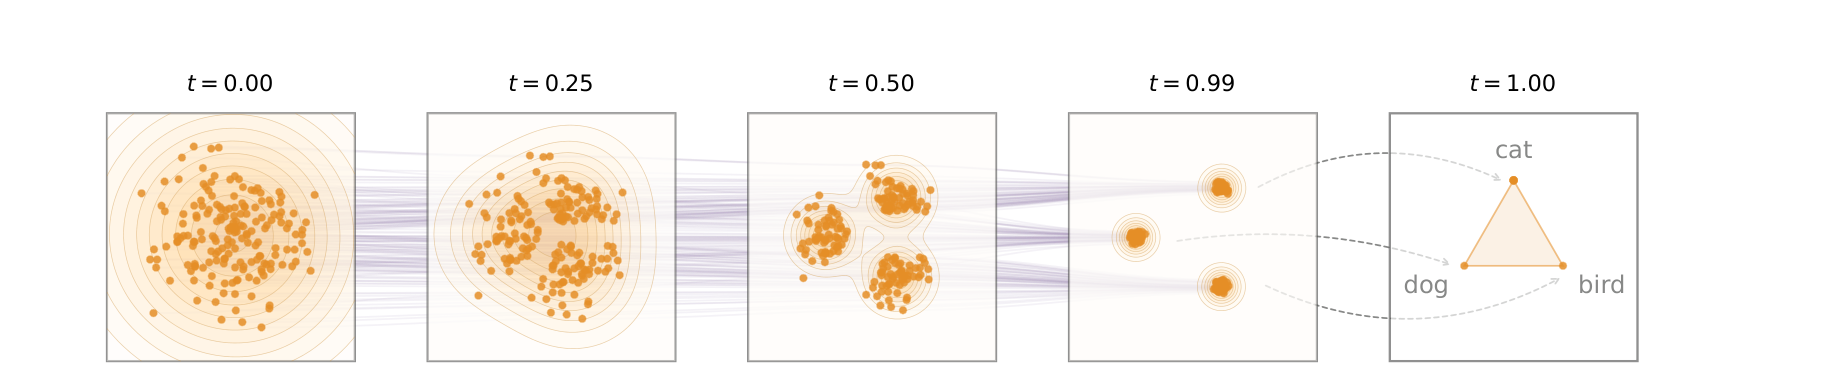 t = 0.00
t = 0.25
t = 0.50
t = 0.99
t = 1.00
cat
dog
bird